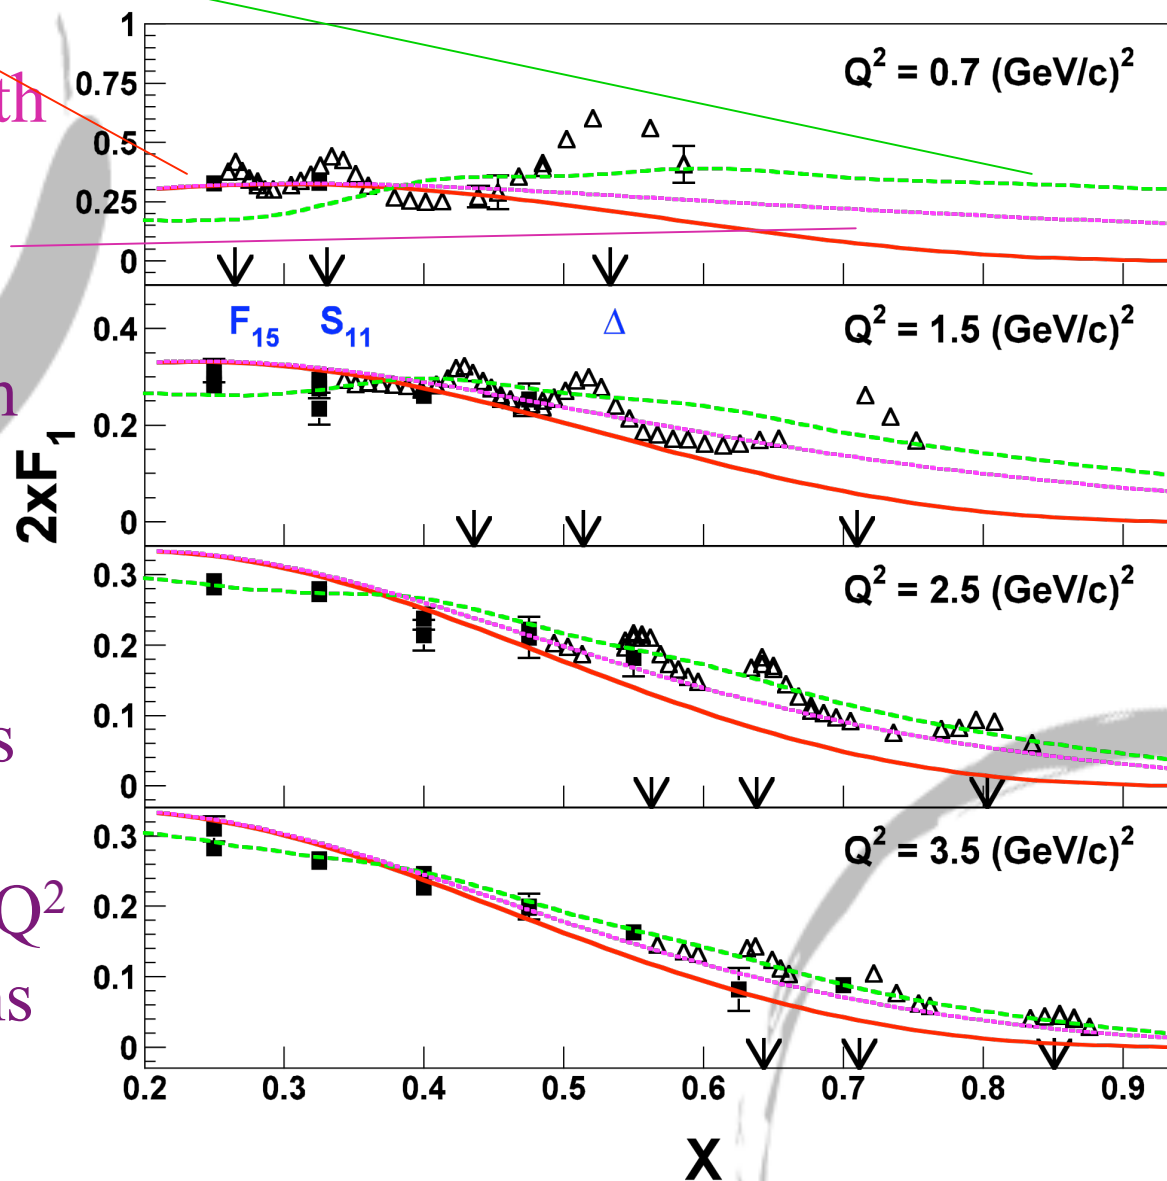 1
Q² = 0.7 (GeV/c)²
0.75
th
0.5
0.25
0
F₁₅ S₁₁ Δ
Q² = 1.5 (GeV/c)²
0.4
0.2
0
2xF₁
Q² = 2.5 (GeV/c)²
0.3
0.2
0.1
s
0
Q² = 3.5 (GeV/c)²
0.3
0.2
Q²
0.1
0
0.2 0.3 0.4 0.5 0.6 0.7 0.8 0.9
X